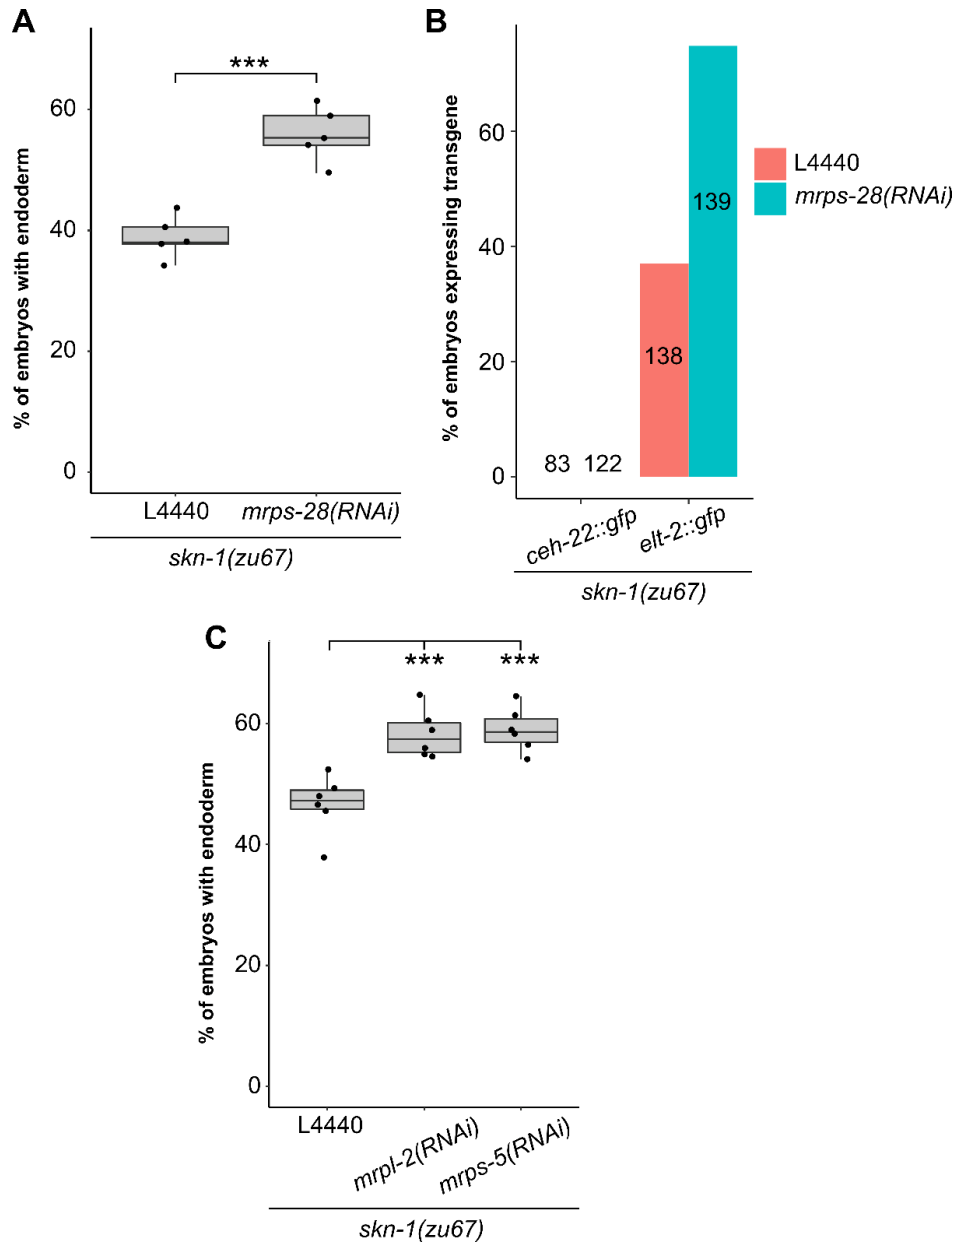 A
% of embryos with endoderm
60
40
20
0
***
L4440 mrps-28(RNAi)
skn-1(zu67)
B
% of embryos expressing transgene
60
40
20
0
83 122
138
139
ceh-22::gfp elt-2::gfp
skn-1(zu67)
L4440
mrps-28(RNAi)
C
% of embryos with endoderm
60
40
20
0
*** ***
L4440 mrpl-2(RNAi) mrps-5(RNAi)
skn-1(zu67)